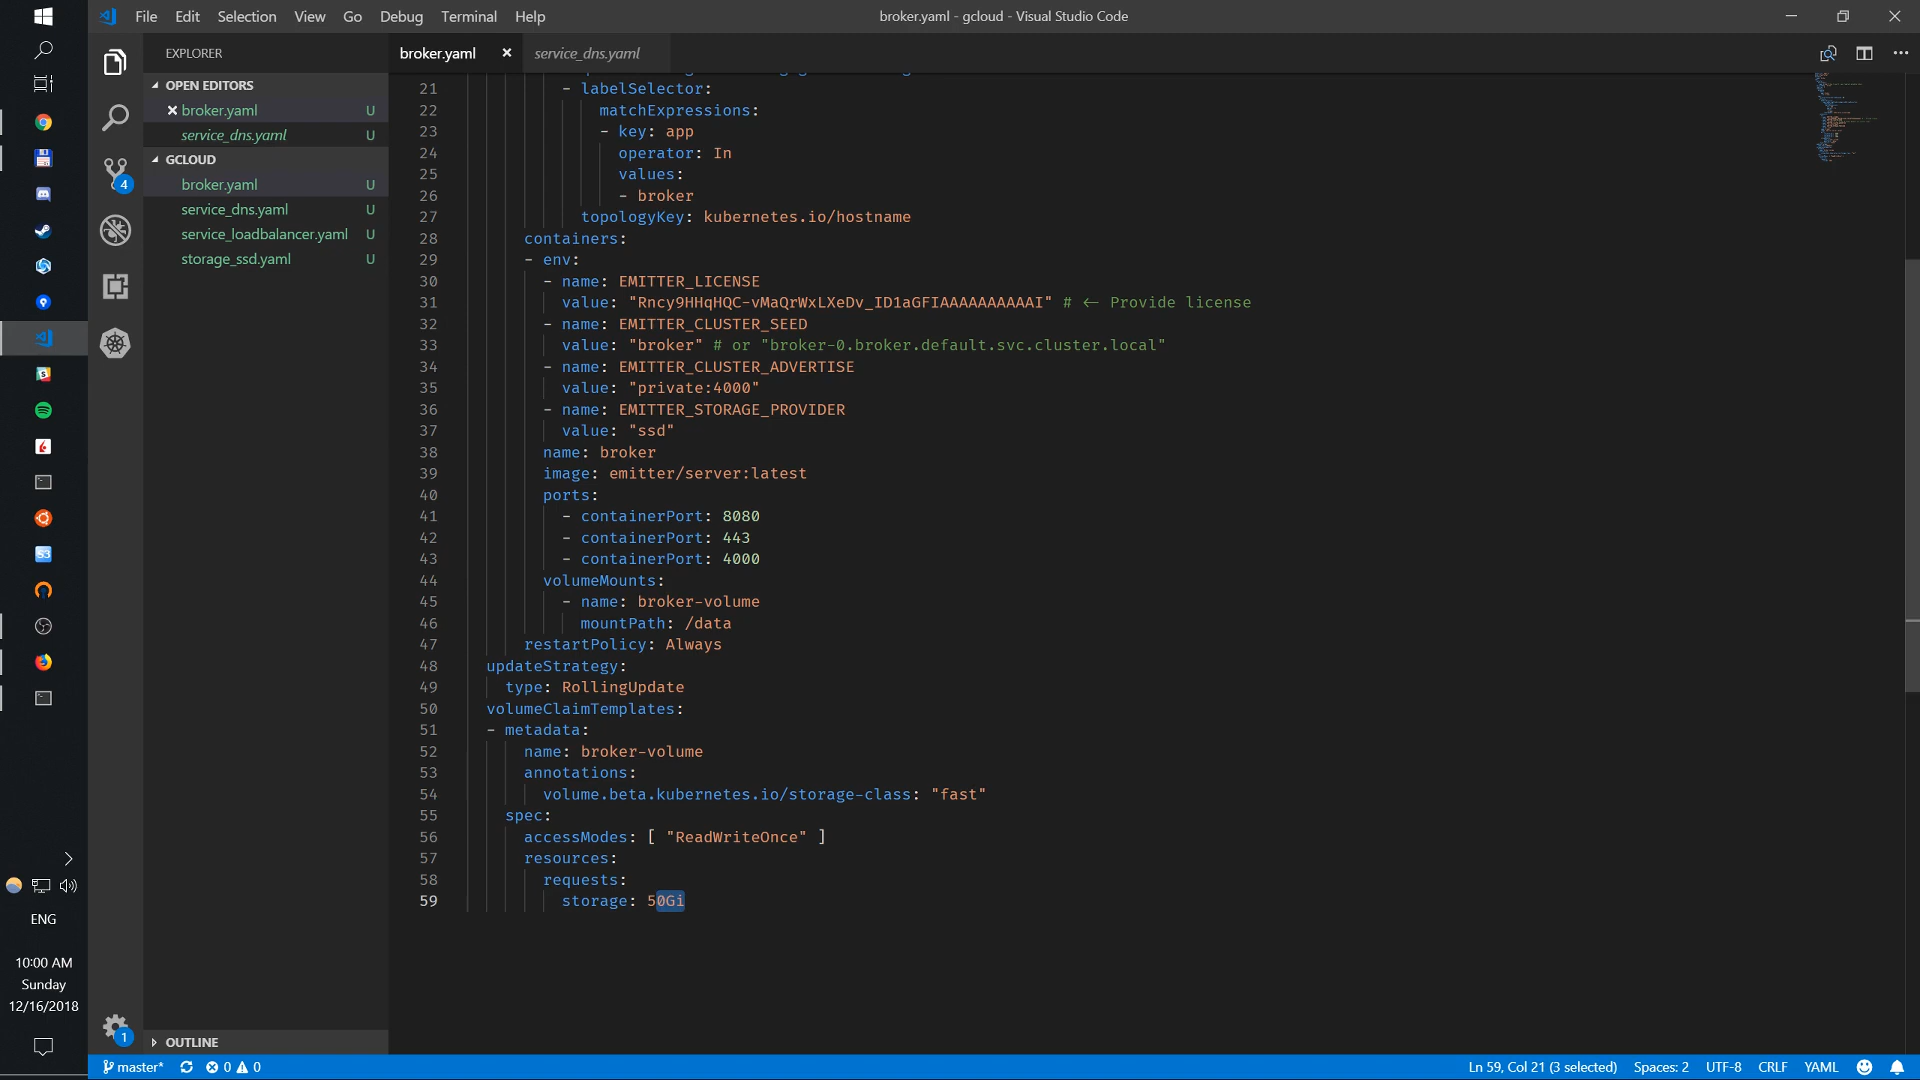 File Edit Selection View Go Debug Terminal Help
broker.yaml - gcloud - Visual Studio Code
EXPLORER
OPEN EDITORS
broker.yaml U
service_dns.yaml U
GCLOUD
broker.yaml U
service_dns.yaml U
service_loadbalancer.yaml U
storage_ssd.yaml U
OUTLINE
4
1
broker.yaml
service_dns.yaml
21 - labelSelector:
22 matchExpressions:
23 - key: app
24 operator: In
25 values:
26 - broker
27 topologyKey: kubernetes.io/hostname
28 containers:
29 - env:
30 - name: EMITTER_LICENSE
31 value: "Rncy9HHqHQC-vMaQrWxLXeDv_ID1aGFIAAAAAAAAAAI" # ← Provide license
32 - name: EMITTER_CLUSTER_SEED
33 value: "broker" # or "broker-0.broker.default.svc.cluster.local"
34 - name: EMITTER_CLUSTER_ADVERTISE
35 value: "private:4000"
36 - name: EMITTER_STORAGE_PROVIDER
37 value: "ssd"
38 name: broker
39 image: emitter/server:latest
40 ports:
41 - containerPort: 8080
42 - containerPort: 443
43 - containerPort: 4000
44 volumeMounts:
45 - name: broker-volume
46 mountPath: /data
47 restartPolicy: Always
48 updateStrategy:
49 type: RollingUpdate
50 volumeClaimTemplates:
51 - metadata:
52 name: broker-volume
53 annotations:
54 volume.beta.kubernetes.io/storage-class: "fast"
55 spec:
56 accessModes: [ "ReadWriteOnce" ]
57 resources:
58 requests:
59 storage: 50Gi
ENG
10:00 AM
Sunday
12/16/2018
master* 0 0
Ln 59, Col 21 (3 selected) Spaces: 2 UTF-8 CRLF YAML